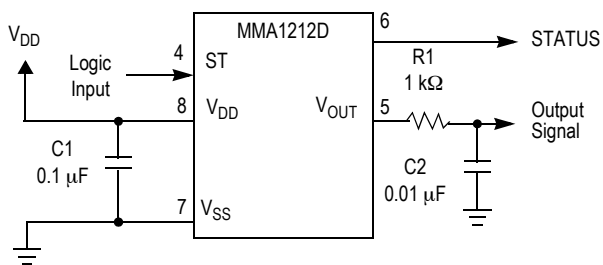 V_DD
Logic
Input
4
ST
MMA1212D
6
STATUS
R1
1 kΩ
8
V_DD
V_OUT
5
Output
Signal
C1
0.1 μF
C2
0.01 μF
7
V_SS